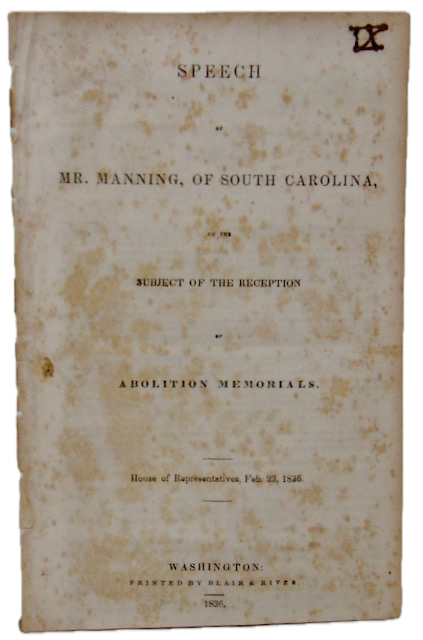 IX
SPEECH
OF
MR. MANNING, OF SOUTH CAROLINA,
ON THE
SUBJECT OF THE RECEPTION
OF
ABOLITION MEMORIALS.
House of Representatives, Feb. 23, 1836.
WASHINGTON:
PRINTED BY BLAIR & RIVES.
1836.